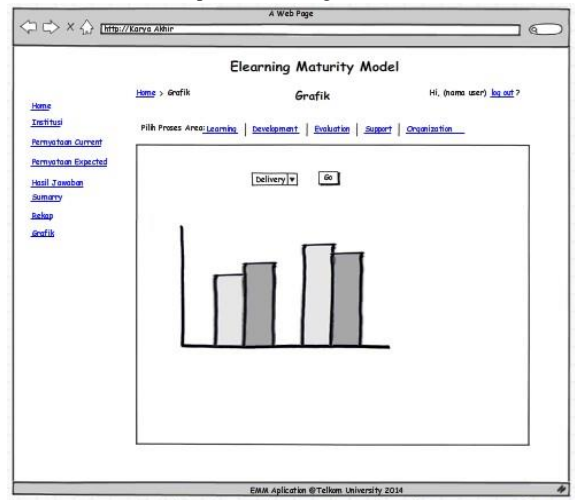 A Web Page
http://Karya Akhir
Elearning Maturity Model
Home > Grafik
Grafik
Hi, (nama user) log out ?
Home
Institusi
Pernyataan Current
Pernyataan Expected
Hasil Jawaban
Sumarry
Rekap
Grafik
Pilih Proses Area: Learning | Development | Evaluation | Support | Organization
Delivery
Go
EMM Aplication @Telkom University 2014